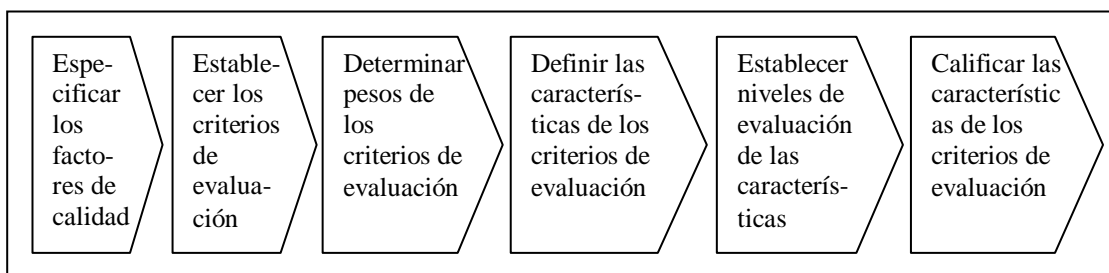 Espe-
cificar
los
facto-
res de
calidad
Estable-
cer los
criterios
de
evalua-
ción
Determinar
pesos de
los
criterios de
evaluación
Definir las
caracterís-
ticas de los
criterios de
evaluación
Establecer
niveles de
evaluación
de las
caracterís-
ticas
Calificar las
característic
as de los
criterios de
evaluación